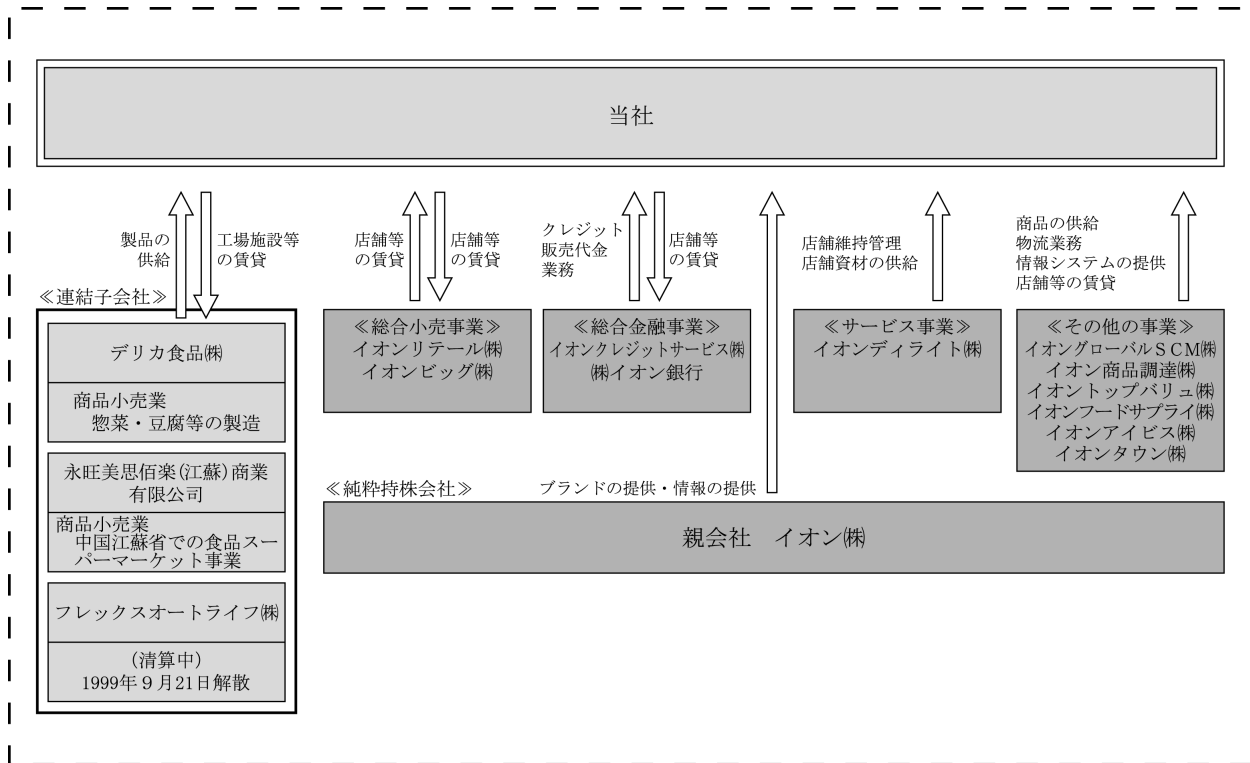 当社
製品の
供給
工場施設等
の賃貸
店舗等
の賃貸
店舗等
の賃貸
クレジット
販売代金
業務
店舗等
の賃貸
店舗維持管理
店舗資材の供給
商品の供給
物流業務
情報システムの提供
店舗等の賃貸
≪連結子会社≫
デリカ食品㈱
商品小売業
惣菜・豆腐等の製造
永旺美思佰楽(江蘇)商業
有限公司
商品小売業
中国江蘇省での食品スー
パーマーケット事業
フレックスオートライフ㈱
(清算中)
1999年9月21日解散
≪総合小売事業≫
イオンリテール㈱
イオンビッグ㈱
≪総合金融事業≫
イオンクレジットサービス㈱
㈱イオン銀行
≪サービス事業≫
イオンディライト㈱
≪その他の事業≫
イオングローバルSCM㈱
イオン商品調達㈱
イオントップバリュ㈱
イオンフードサプライ㈱
イオンアイビス㈱
イオンタウン㈱
≪純粋持株会社≫
ブランドの提供・情報の提供
親会社　イオン㈱